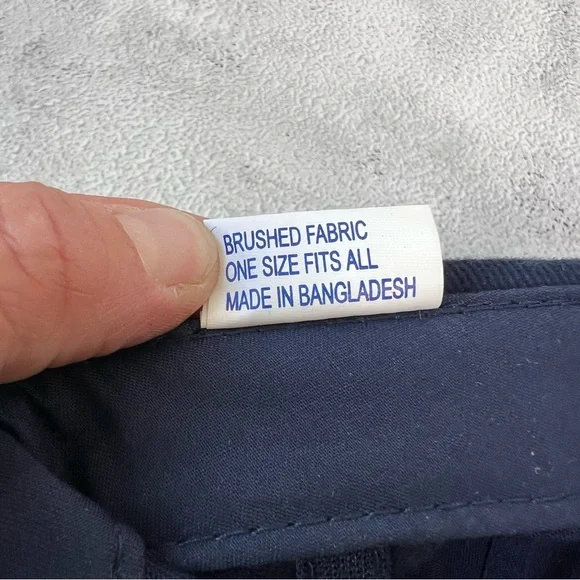 BRUSHED FABRIC
ONE SIZE FITS ALL
MADE IN BANGLADESH